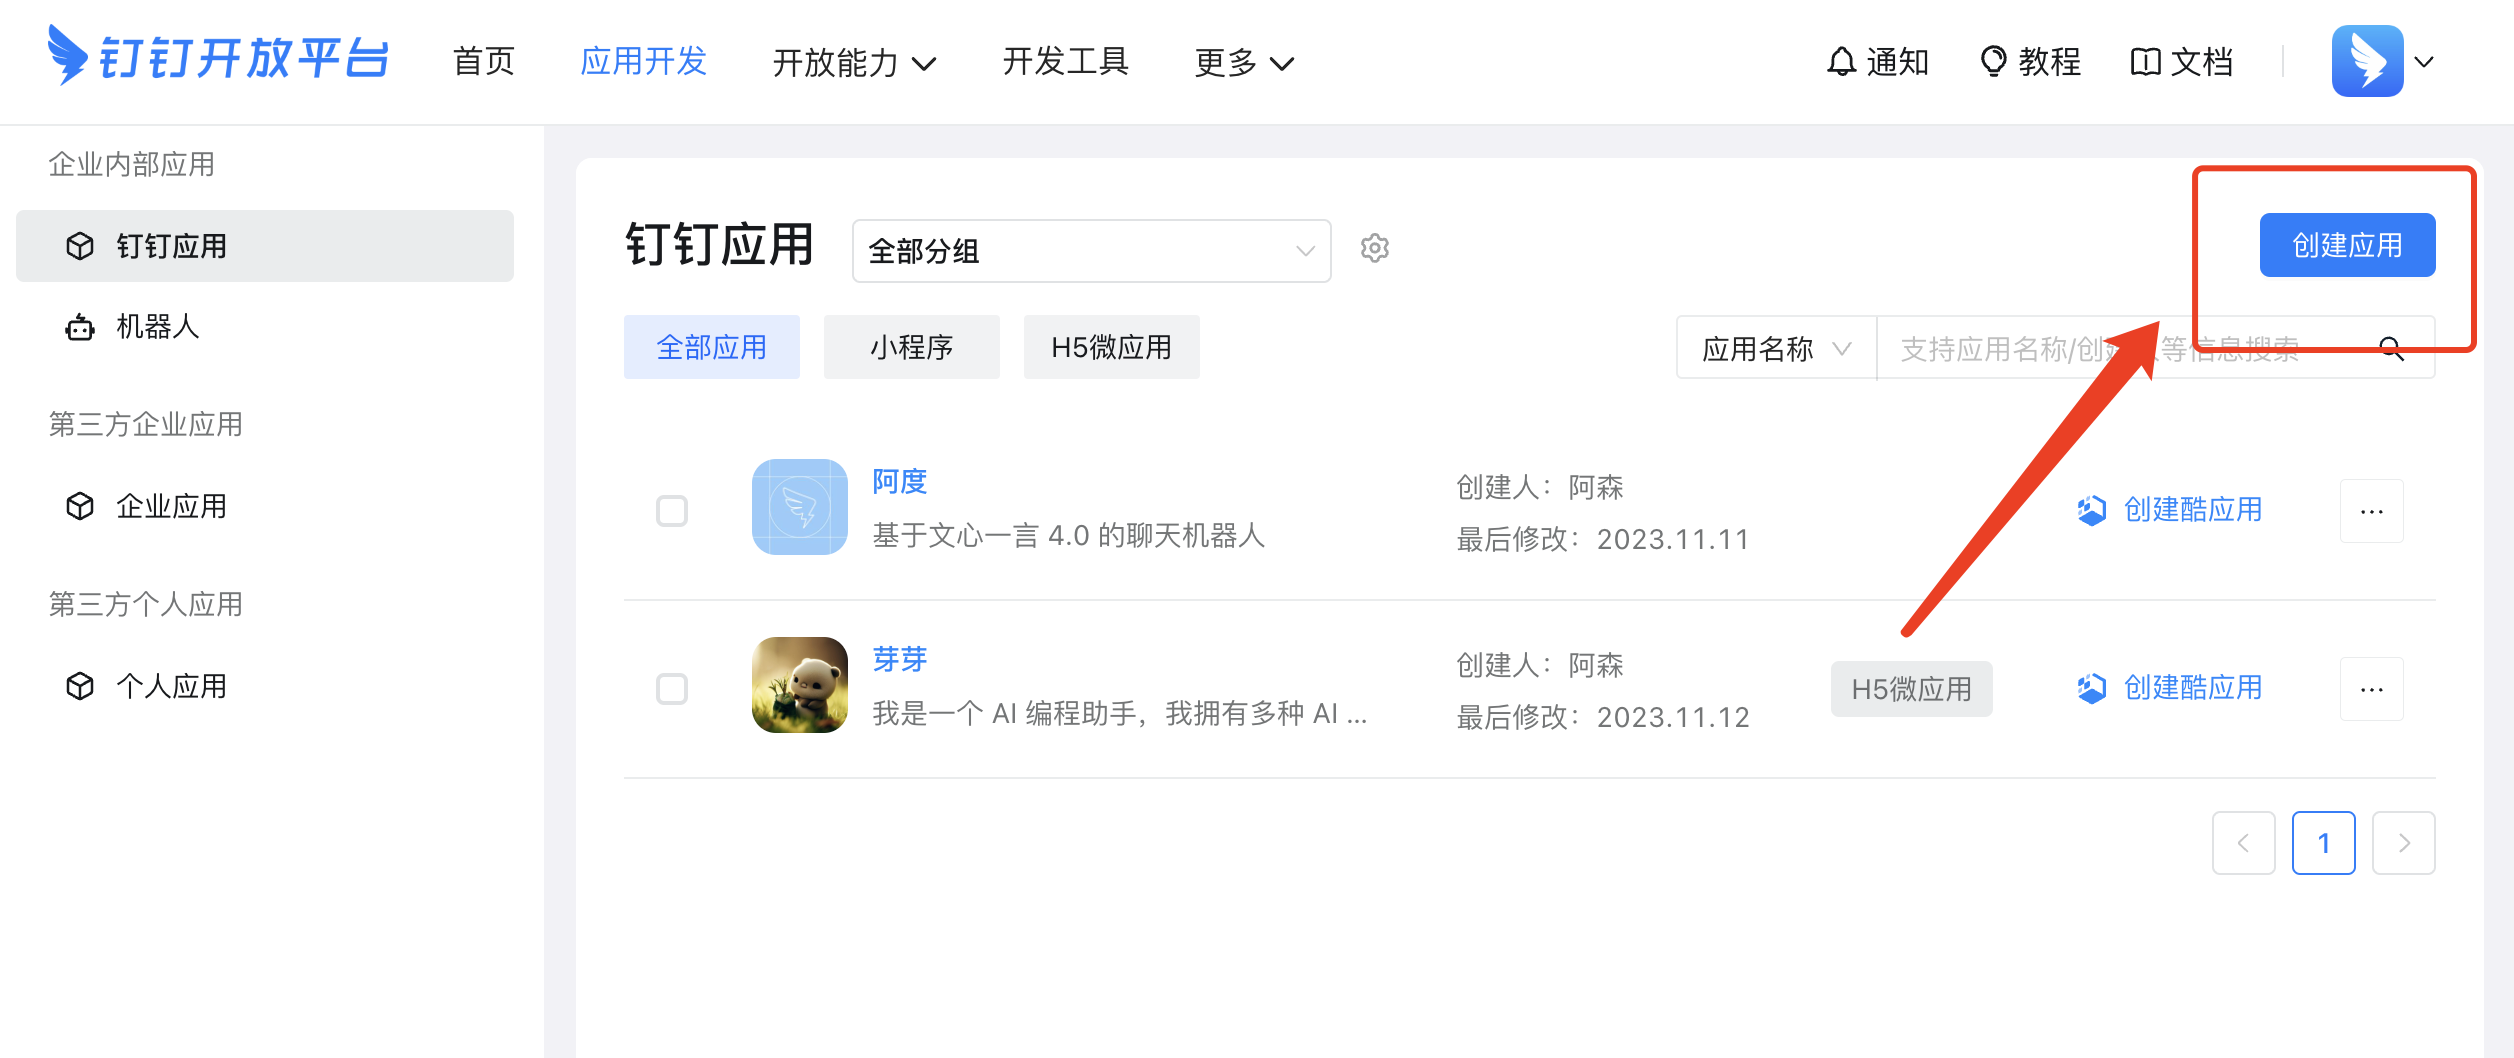 钉钉开放平台 首页 应用开发 开放能力 开发工具 更多 通知 教程 文档
企业内部应用
钉钉应用
机器人
第三方企业应用
企业应用
第三方个人应用
个人应用
钉钉应用 全部分组 创建应用
全部应用 小程序 H5微应用 应用名称 支持应用名称/创建人等信息搜索
阿度 创建人：阿森
基于文心一言 4.0 的聊天机器人 最后修改：2023.11.11 创建酷应用 ...
芽芽 创建人：阿森
我是一个 AI 编程助手，我拥有多种 AI ... 最后修改：2023.11.12 H5微应用 创建酷应用 ...
1